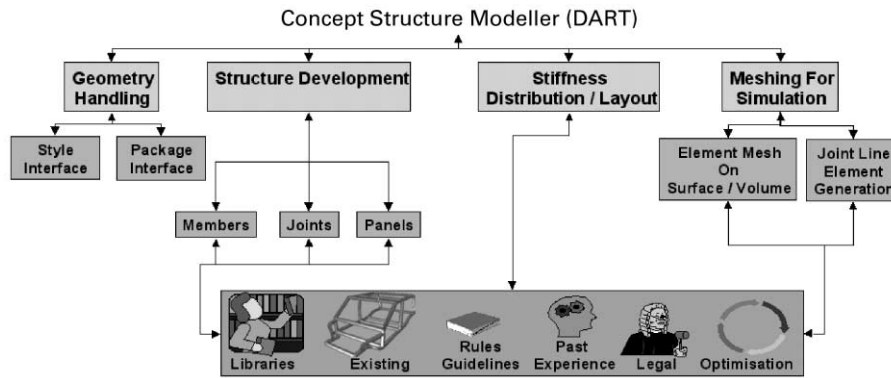 Concept Structure Modeller (DART)
Geometry
Handling
Structure Development
Stiffness
Distribution / Layout
Meshing For
Simulation
Style
Interface
Package
Interface
Element Mesh
On
Surface / Volume
Joint Line
Element
Generation
Members
Joints
Panels
Libraries
Existing
Rules
Guidelines
Past
Experience
Legal
Optimisation